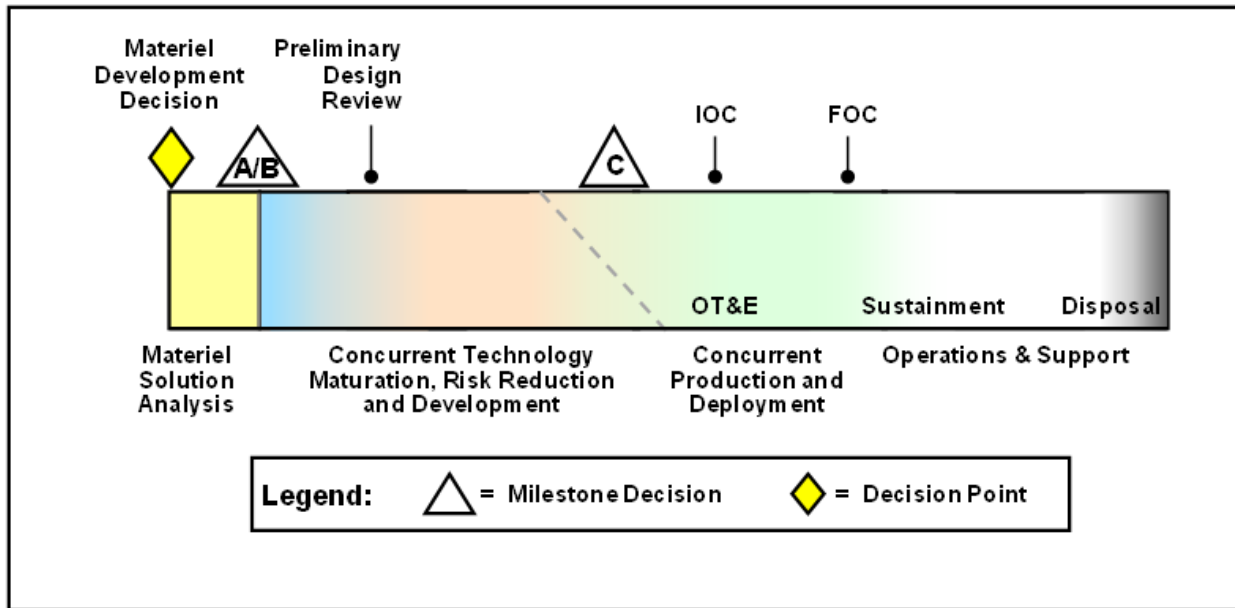 Materiel
Development
Decision
Preliminary
Design
Review
IOC
FOC
A/B
C
OT&E
Sustainment
Disposal
Materiel
Solution
Analysis
Concurrent Technology
Maturation, Risk Reduction
and Development
Concurrent
Production and
Deployment
Operations & Support
Legend:
= Milestone Decision
= Decision Point